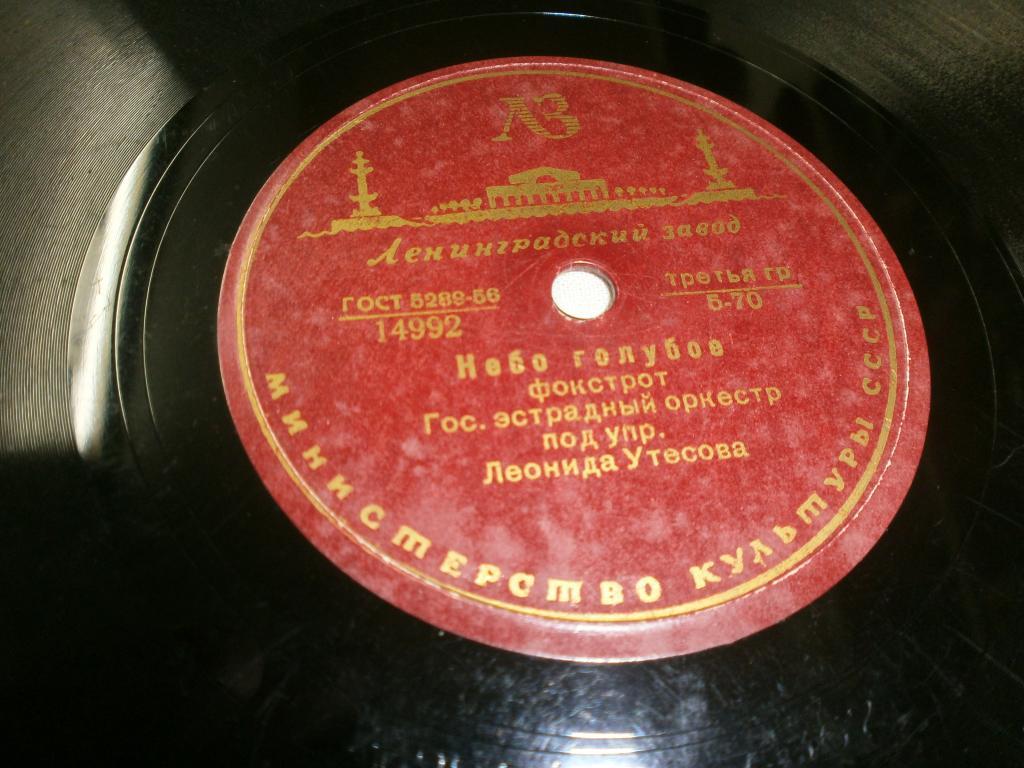 ЛЗ
Ленинградский завод
ГОСТ 5289-56
14992
третья гр
5-70
Небо голубое
фокстрот
Гос. эстрадный оркестр
под упр.
Леонида Утесова
МИНИСТЕРСТВО КУЛЬТУРЫ СССР